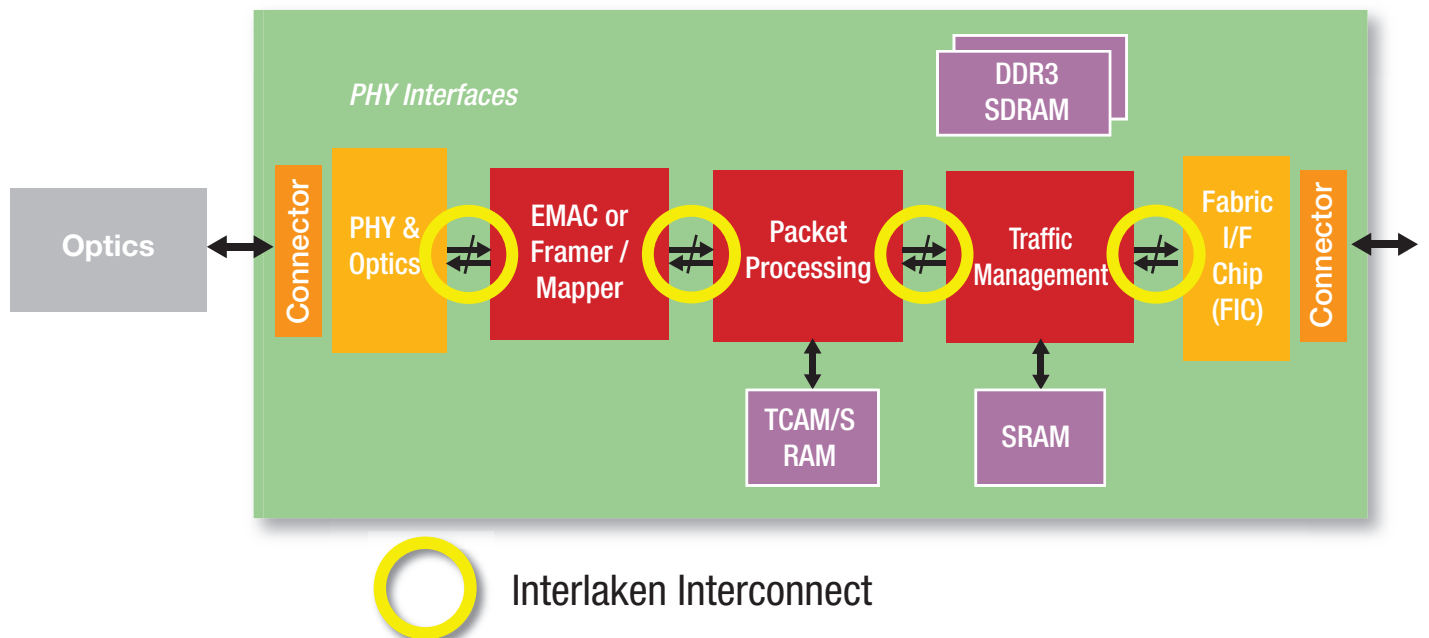 PHY Interfaces
DDR3
SDRAM
Optics
Connector
PHY &
Optics
EMAC or
Framer /
Mapper
Packet
Processing
Traffic
Management
Fabric
I/F
Chip
(FIC)
Connector
TCAM/S
RAM
SRAM
Interlaken Interconnect